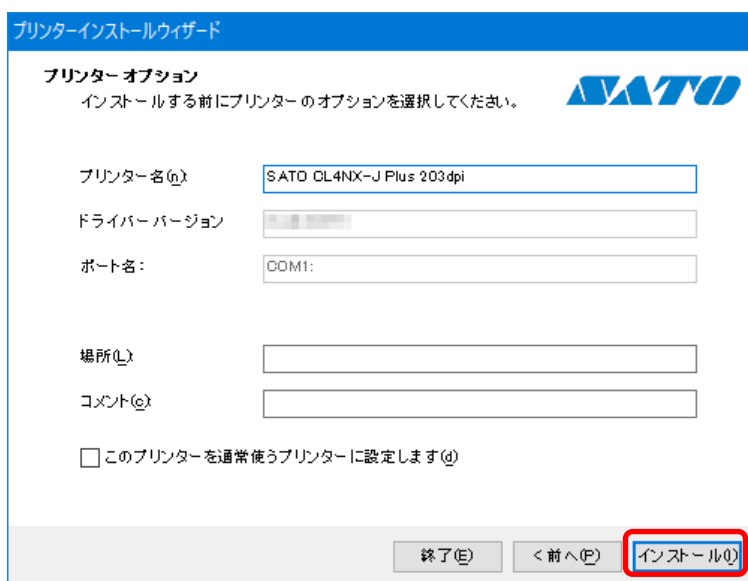 プリンターインストールウィザード
プリンター オプション
インストールする前にプリンターのオプションを選択してください。
SATO
プリンター名(n):
SATO CL4NX-J Plus 203dpi
ドライバー バージョン
ポート名:
COM1:
場所(L):
コメント(c):
このプリンターを通常使うプリンターに設定します(d)
終了(E)
< 前へ(P)
インストール(I)